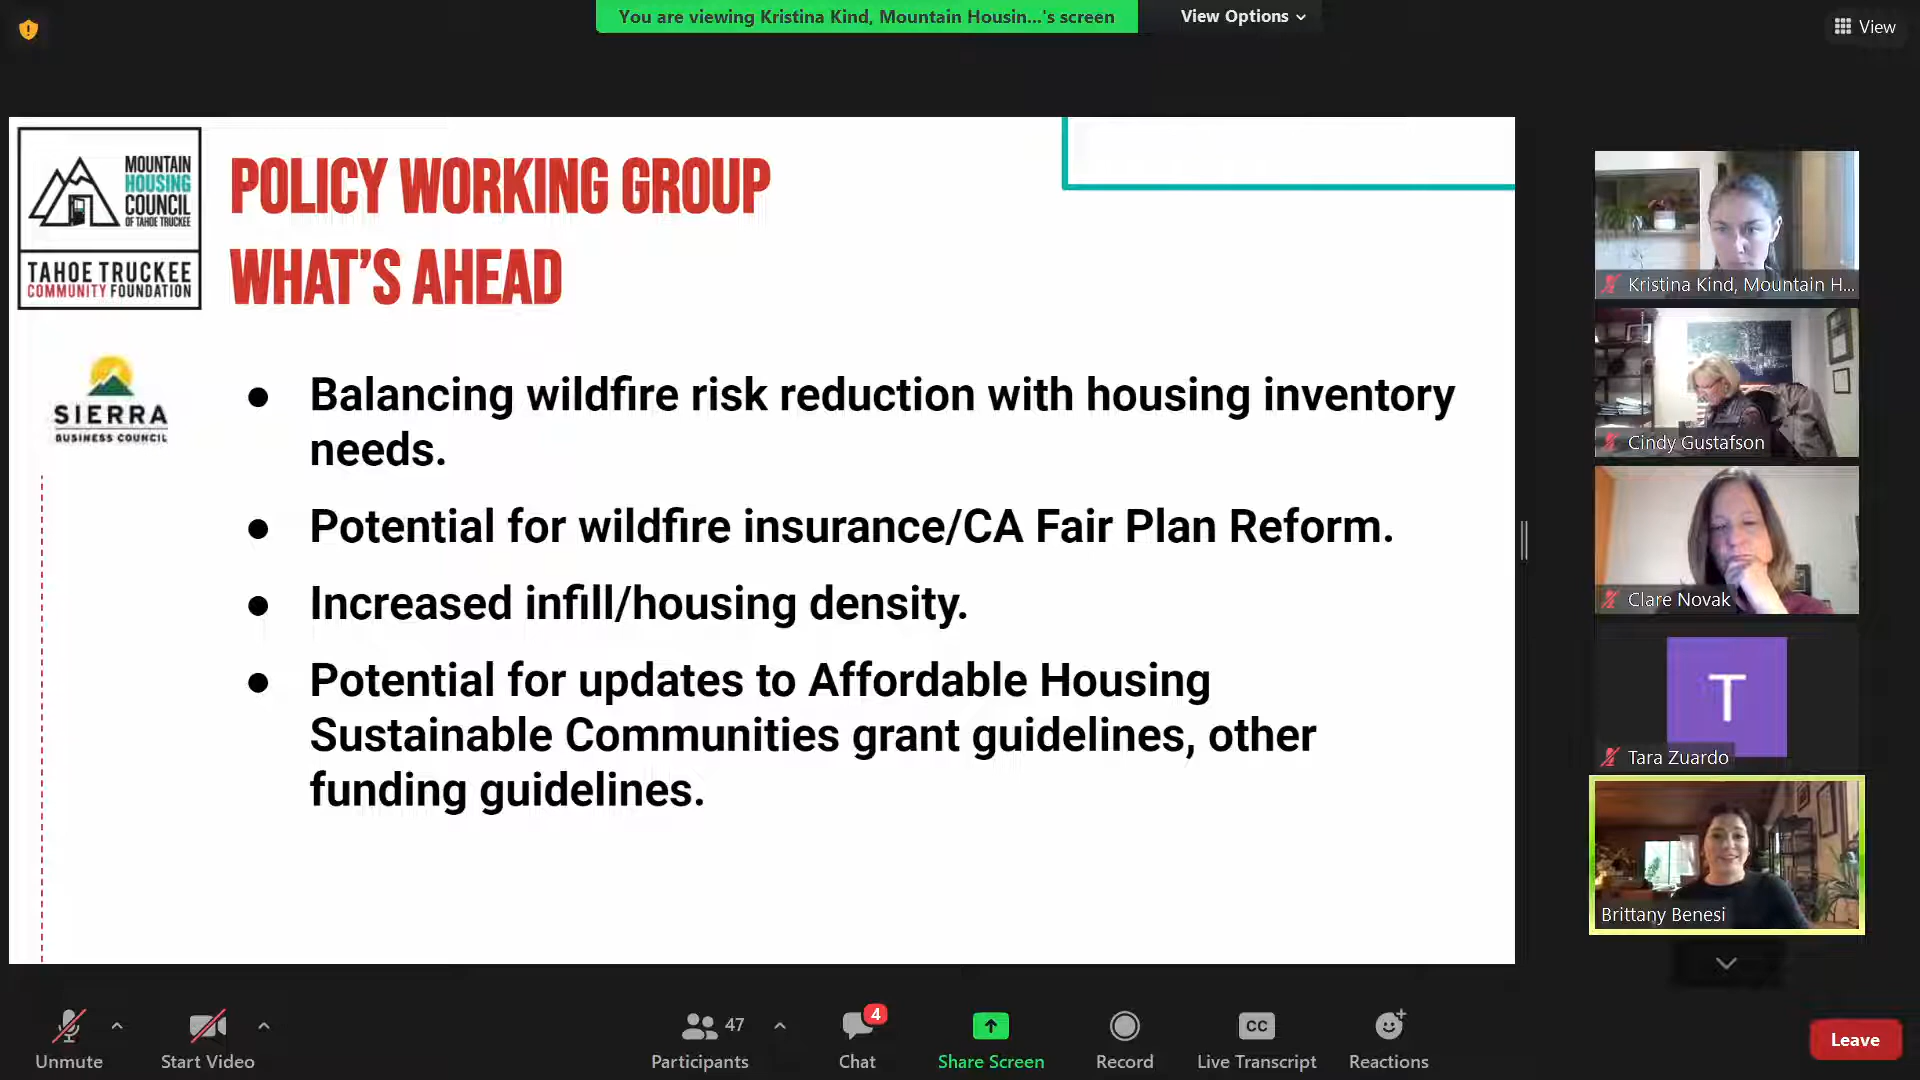 You are viewing Kristina Kind, Mountain Housin...'s screen
View Options
View
MOUNTAIN
HOUSING
COUNCIL
OF TAHOE TRUCKEE
TAHOE TRUCKEE
COMMUNITY FOUNDATION
POLICY WORKING GROUP
WHAT'S AHEAD
SIERRA
BUSINESS COUNCIL
● Balancing wildfire risk reduction with housing inventory
needs.
● Potential for wildfire insurance/CA Fair Plan Reform.
● Increased infill/housing density.
● Potential for updates to Affordable Housing
Sustainable Communities grant guidelines, other
funding guidelines.
Kristina Kind, Mountain H...
Cindy Gustafson
Clare Novak
T
Tara Zuardo
Brittany Benesi
Unmute
Start Video
47
Participants
4
Chat
Share Screen
Record
CC
Live Transcript
Reactions
Leave